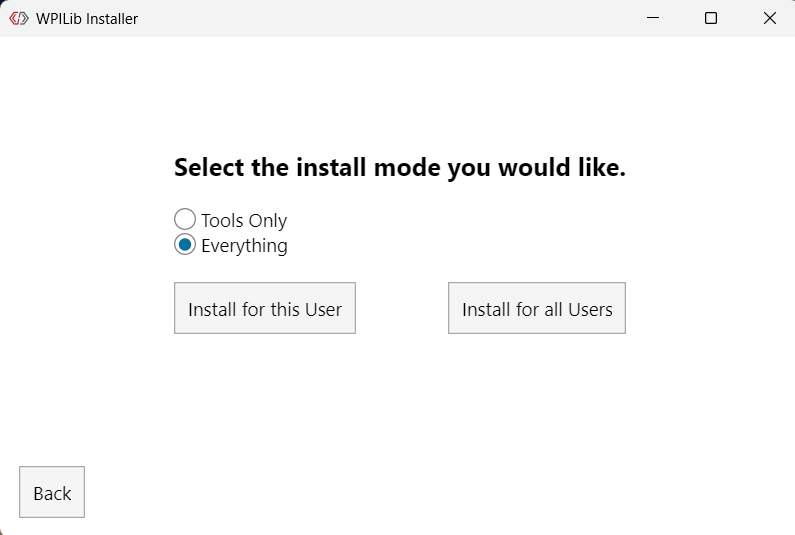 WPILib Installer
Select the install mode you would like.
Tools Only
Everything
Install for this User
Install for all Users
Back